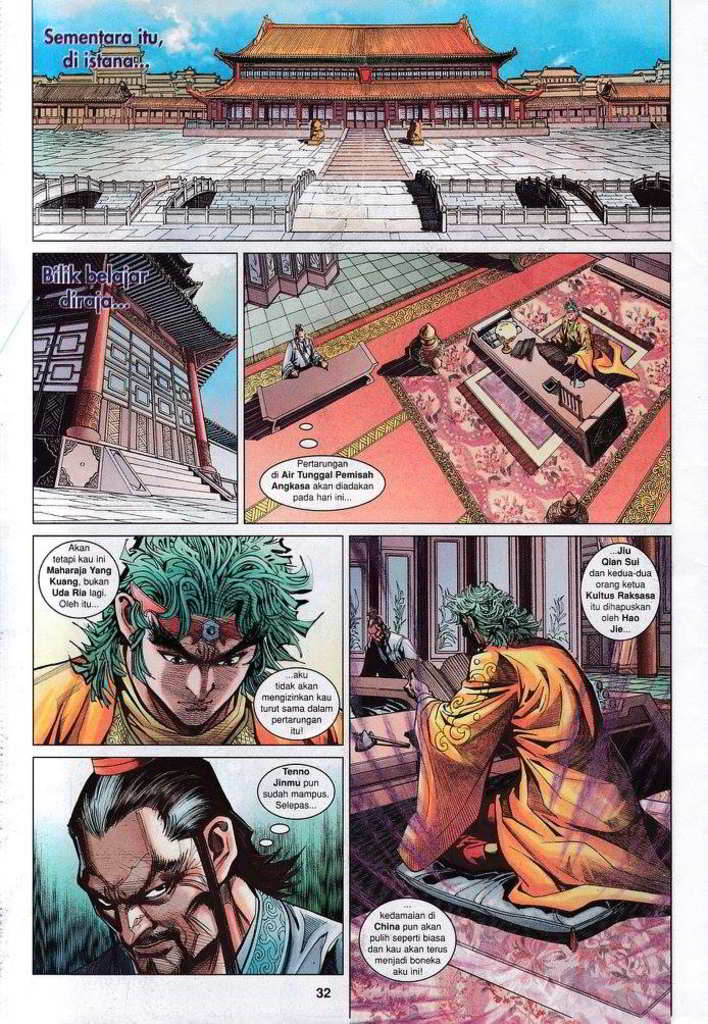 Sementara itu,
di istana...
Bilik belajar
diraja...
Pertarungan
di Air Tunggal Pemisah
Angkasa akan diadakan
pada hari ini...
Akan
tetapi kau ini
Maharaja Yang
Kuang, bukan
Uda Ria lagi.
Oleh itu...
...aku
tidak akan
mengizinkan kau
turut sama dalam
pertarungan
itu!
Tenno
Jinmu pun
sudah mampus.
Selepas...
...Jiu
Qian Sui
dan kedua-dua
orang ketua
Kultus Raksasa
itu dihapuskan
oleh Hao
Jie...
...
kedamaian di
China pun akan
pulih seperti biasa
dan kau akan terus
menjadi boneka
aku ini!
32